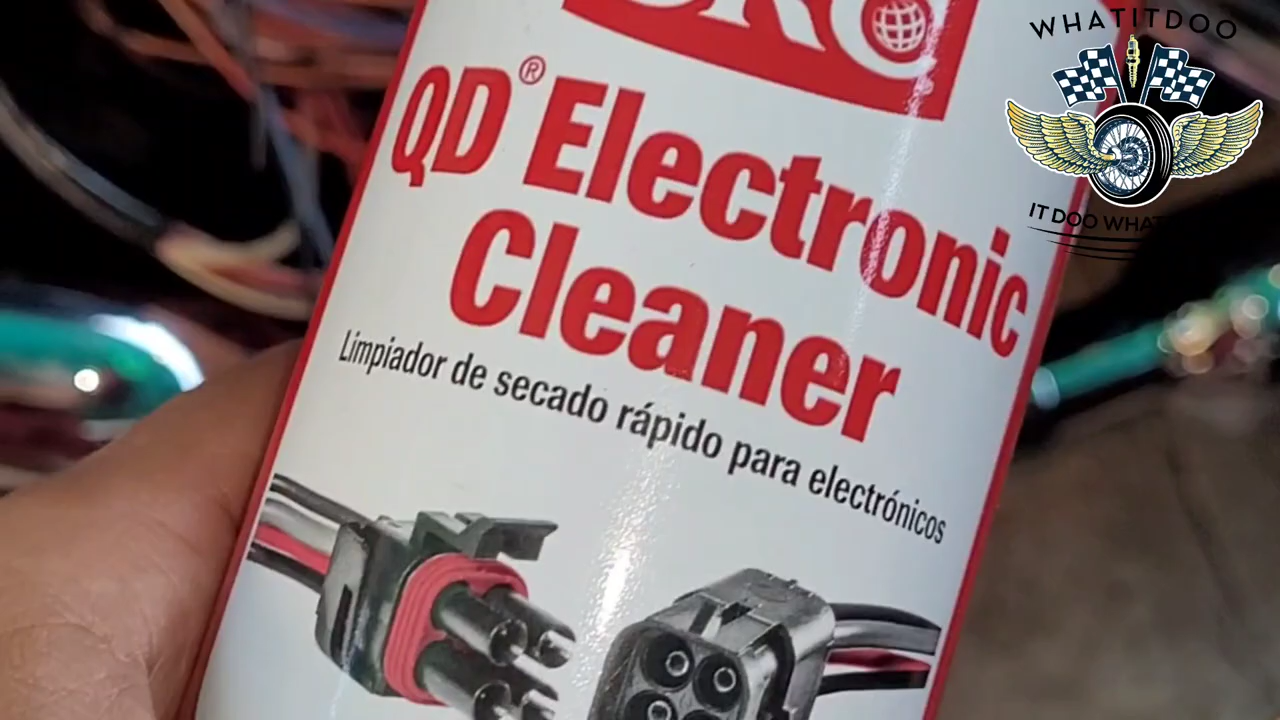 WHATITDOO
QD® Electronic
Cleaner
Limpiador de secado rápido para electrónicos
IT DOO WHAT